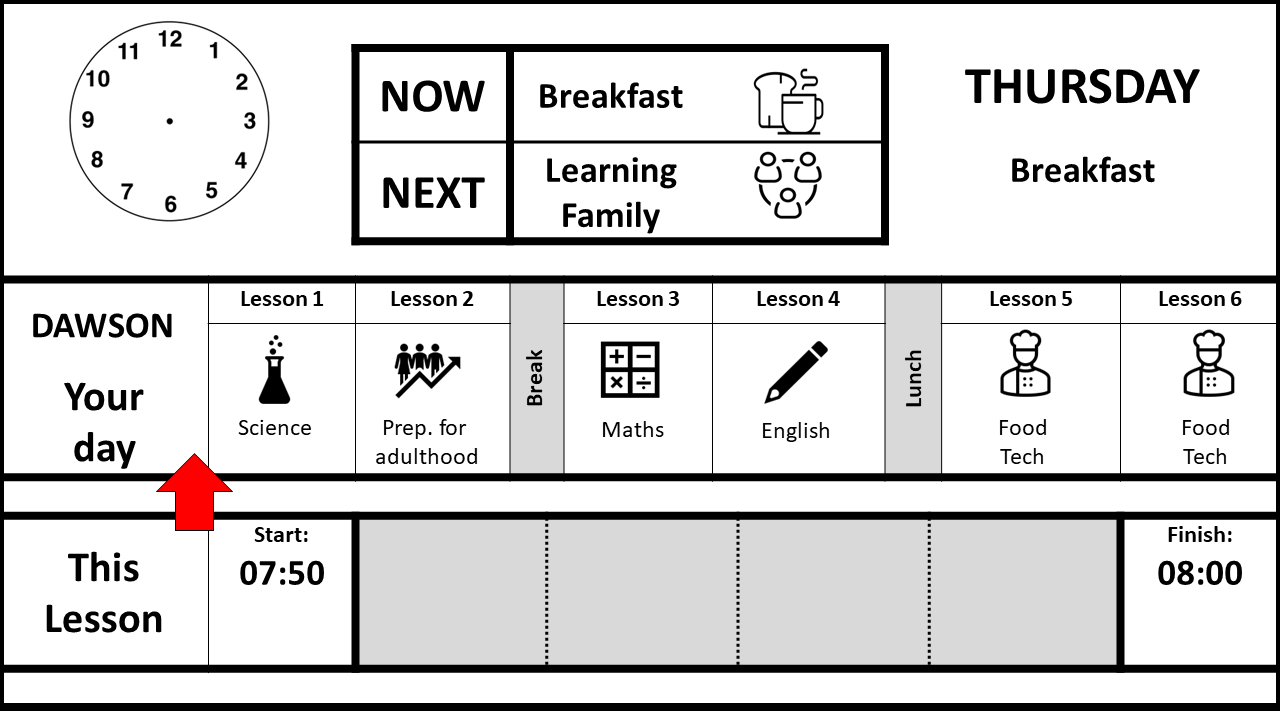 12
11
1
10
2
9
3
8
4
7
5
6
NOW
Breakfast
NEXT
Learning
Family
THURSDAY
Breakfast
DAWSON
Your
day
Lesson 1
Science
Lesson 2
Prep. for
adulthood
Break
Lesson 3
Maths
Lesson 4
English
Lunch
Lesson 5
Food
Tech
Lesson 6
Food
Tech
This
Lesson
Start:
07:50
Finish:
08:00